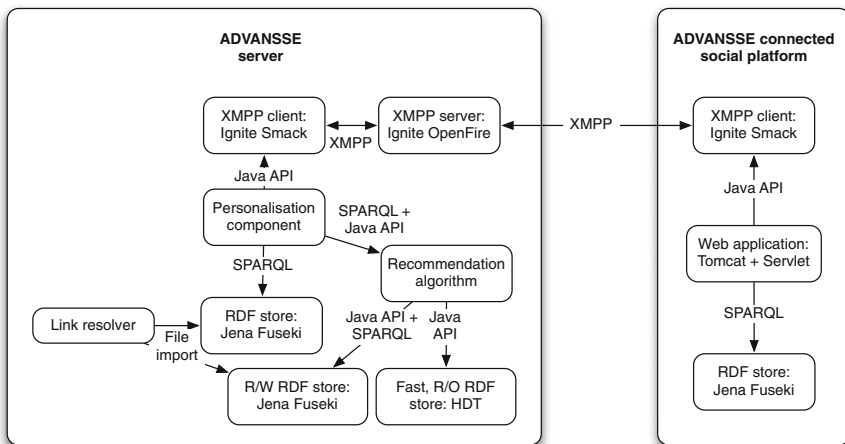 ADVANSSE
server
XMPP client:
Ignite Smack
XMPP
XMPP server:
Ignite OpenFire
Java API
Personalisation
component
SPARQL +
Java API
SPARQL
Recommendation
algorithm
Link resolver
File
import
RDF store:
Jena Fuseki
Java API +
SPARQL
Java
API
R/W RDF store:
Jena Fuseki
Fast, R/O RDF
store: HDT
XMPP
ADVANSSE connected
social platform
XMPP client:
Ignite Smack
Java API
Web application:
Tomcat + Servlet
SPARQL
RDF store:
Jena Fuseki